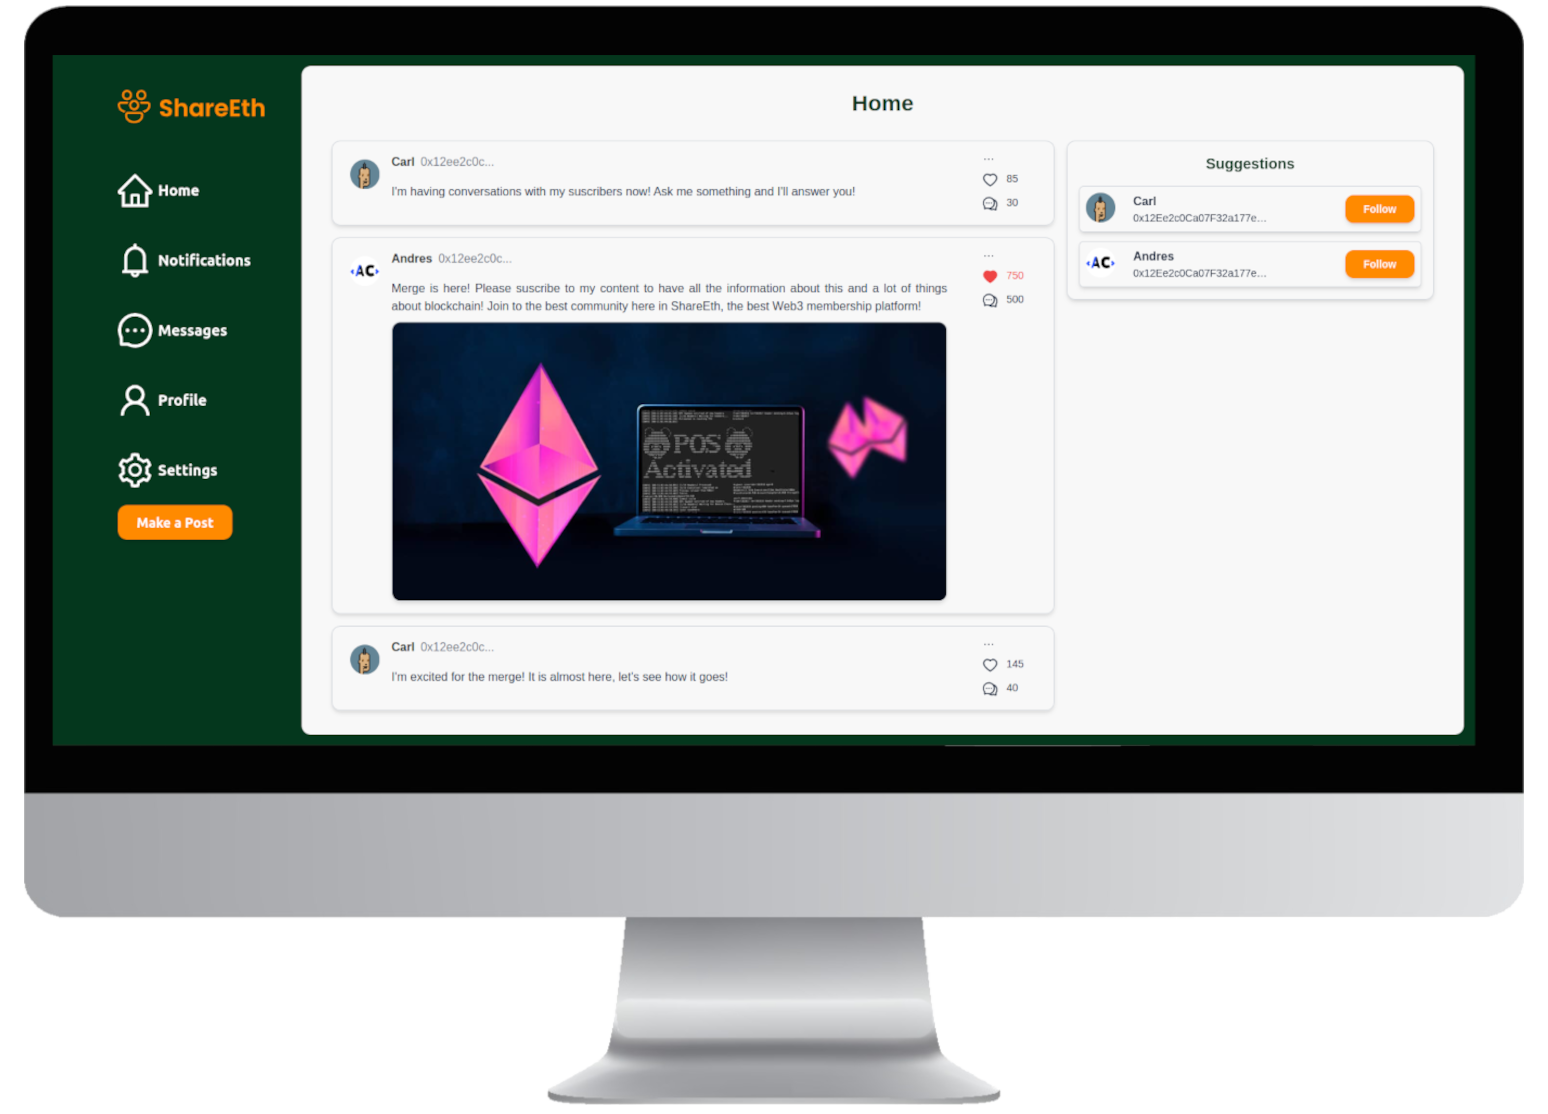 ShareEth
Home
Notifications
Messages
Profile
Settings
Make a Post
Home
Carl 0x12ee2c0c...
I'm having conversations with my suscribers now! Ask me something and I'll answer you!
...
85
30
Andres 0x12ee2c0c...
Merge is here! Please suscribe to my content to have all the information about this and a lot of things
about blockchain! Join to the best community here in ShareEth, the best Web3 membership platform!
...
750
500
POS
Activated
Carl 0x12ee2c0c...
I'm excited for the merge! It is almost here, let's see how it goes!
...
145
40
Suggestions
Carl
0x12Ee2c0Ca07F32a177e...
Follow
‹AC›
Andres
0x12Ee2c0Ca07F32a177e...
Follow
‹AC›